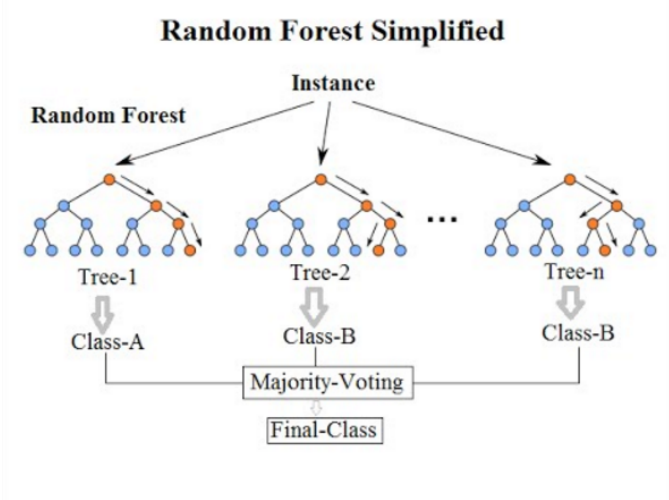 Random Forest Simplified
Instance
Random Forest
...
Tree-1
Tree-2
Tree-n
Class-A
Class-B
Class-B
Majority-Voting
Final-Class